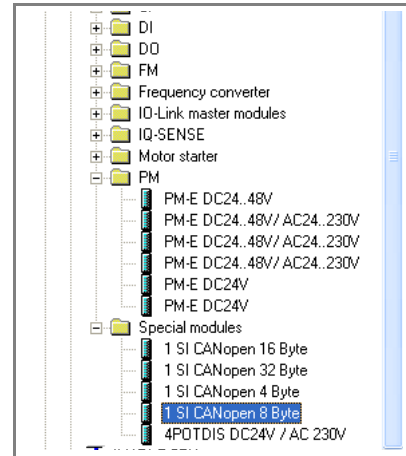 DI
DO
FM
Frequency converter
IO-Link master modules
IQ-SENSE
Motor starter
PM
PM-E DC24..48V
PM-E DC24..48V/ AC24..230V
PM-E DC24..48V/ AC24..230V
PM-E DC24..48V/ AC24..230V
PM-E DC24V
PM-E DC24V
Special modules
1 SI CANopen 16 Byte
1 SI CANopen 32 Byte
1 SI CANopen 4 Byte
1 SI CANopen 8 Byte
4POTDIS DC24V / AC 230V